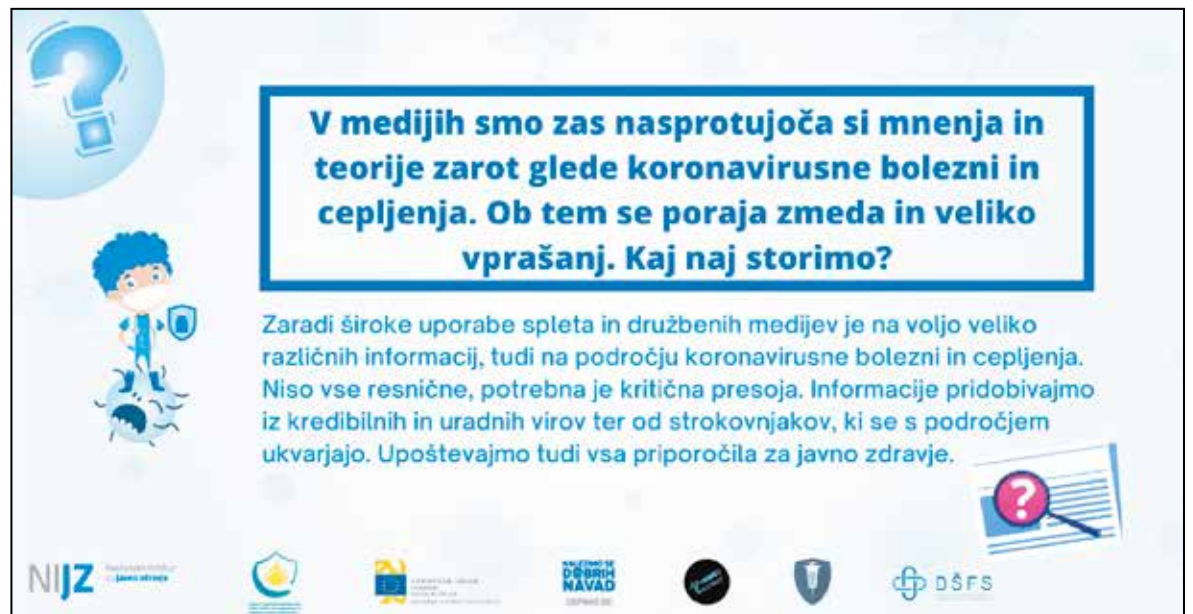 V medijih smo zas nasprotujoča si mnenja in
teorije zarot glede koronavirusne bolezni in
cepljenja. Ob tem se poraja zmeda in veliko
vprašanj. Kaj naj storimo?
Zaradi široke uporabe spleta in družbenih medijev je na voljo veliko
različnih informacij, tudi na področju koronavirusne bolezni in cepljenja.
Niso vse resnične, potrebna je kritična presoja. Informacije pridobivajmo
iz kredibilnih in uradnih virov ter od strokovnjakov, ki se s področjem
ukvarjajo. Upoštevajmo tudi vsa priporočila za javno zdravje.
NIJZ
javno zdravje
NALEZIMO SE
DOBRIH
NAVAD
DŠFS